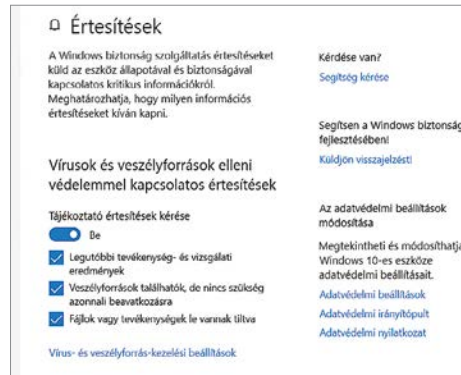 Értesítések
A Windows biztonság szolgáltatás értesítéseket
küld az eszköz állapotával és biztonságával
kapcsolatos kritikus információkról.
Meghatározhatja, hogy milyen információs
értesítéseket kíván kapni.
Vírusok és veszélyforrások elleni
védelemmel kapcsolatos értesítések
Tájékoztató értesítések kérése
Be
Legutóbbi tevékenység- és vizsgálati
eredmények
Veszélyforrások találhatók, de nincs szükség
azonnali beavatkozásra
Fájlok vagy tevékenységek le vannak tiltva
Vírus- és veszélyforrás-kezelési beállítások
Kérdése van?
Segítség kérése
Segítsen a Windows biztonság
fejlesztésében!
Küldjön visszajelzést!
Az adatvédelmi beállítások
módosítása
Megtekintheti és módosíthatja
Windows 10-es eszköze
adatvédelmi beállításait.
Adatvédelmi beállítások
Adatvédelmi irányítópult
Adatvédelmi nyilatkozat